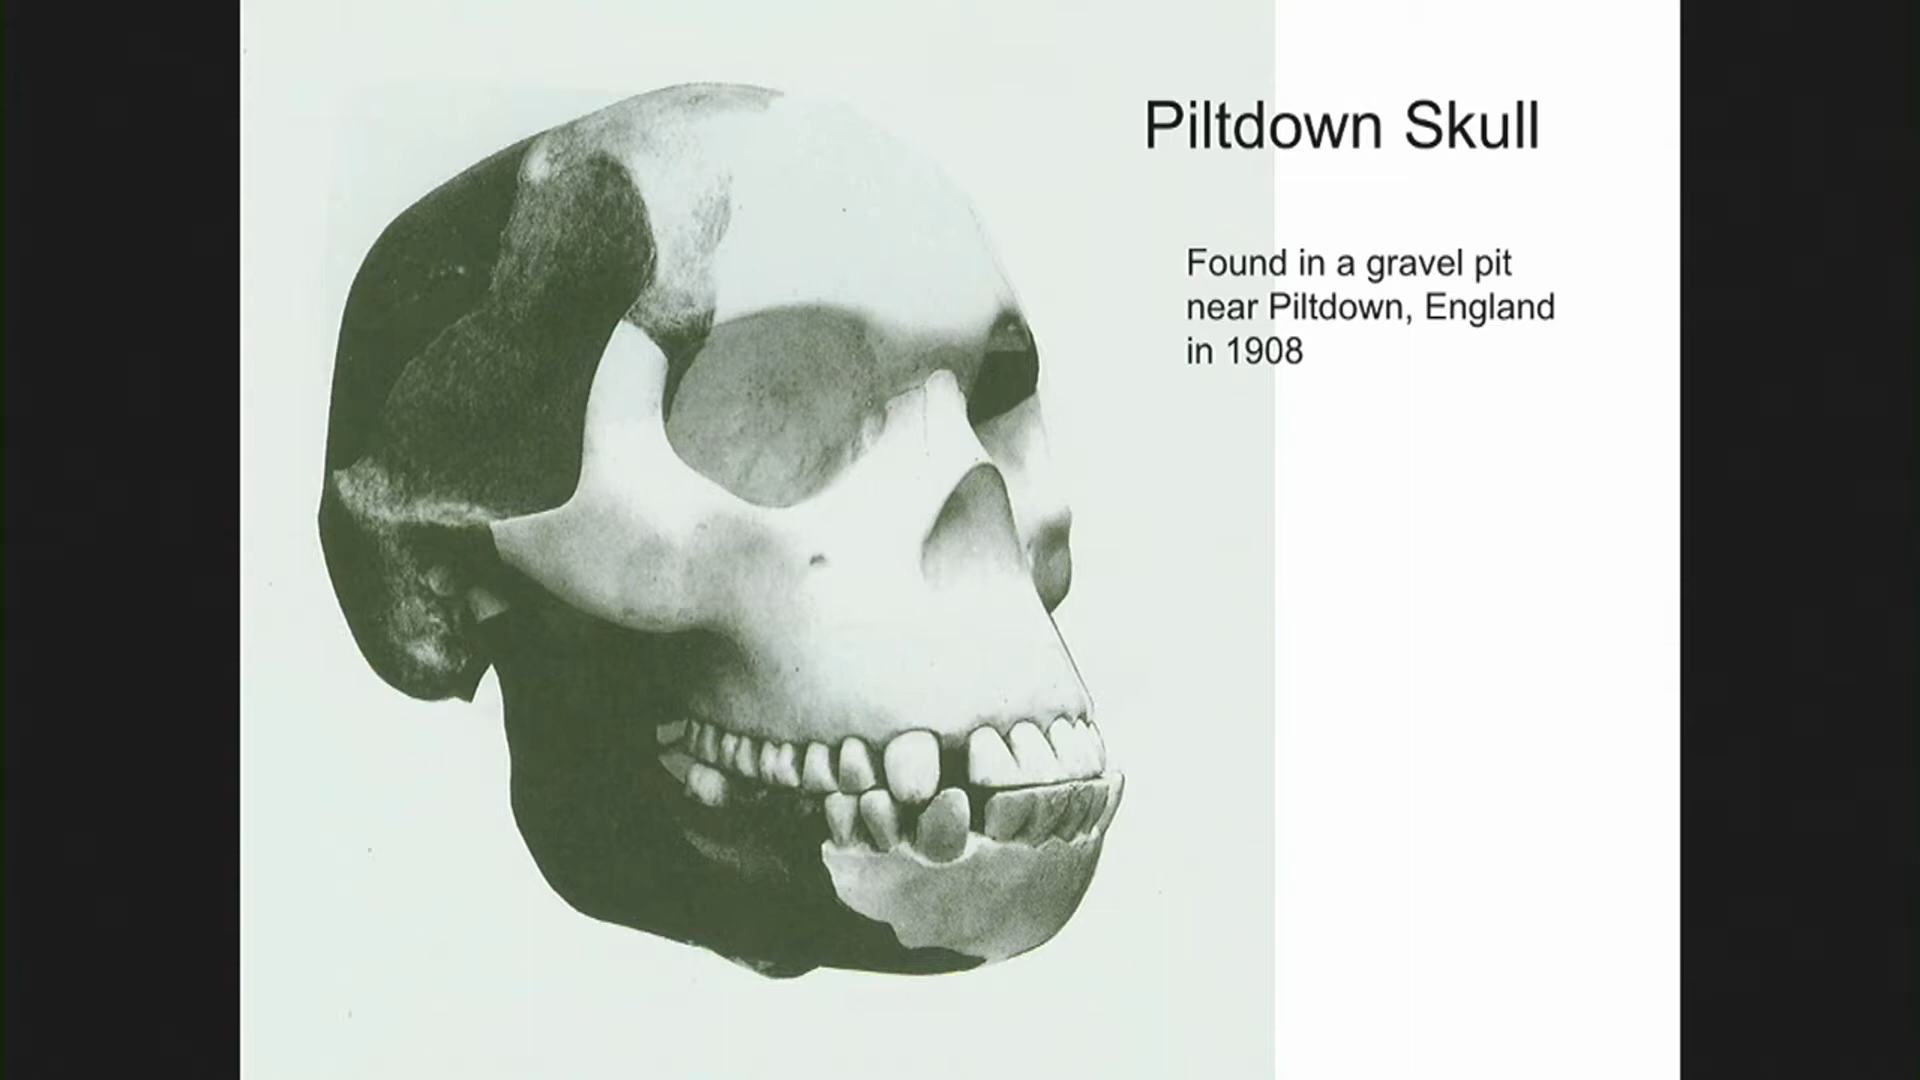 Piltdown Skull
Found in a gravel pit
near Piltdown, England
in 1908